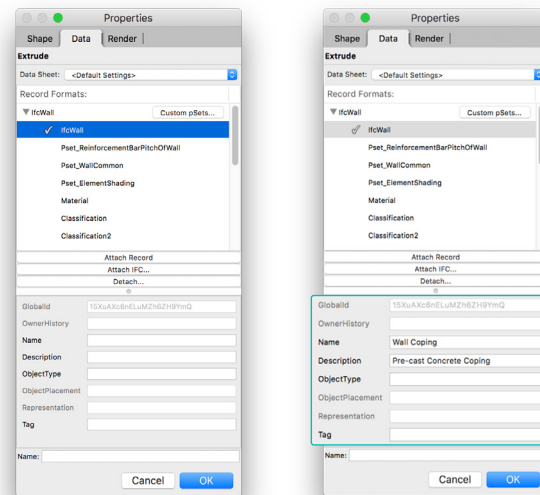 Properties
Shape Data Render
Extrude
Data Sheet: <Default Settings>
Record Formats:
IfcWall Custom pSets...
IfcWall
Pset_ReinforcementBarPitchOfWall
Pset_WallCommon
Pset_ElementShading
Material
Classification
Classification2
Attach Record
Attach IFC...
Detach...
GlobalId 15XuAXc6nELuMZh6ZH9YmQ
OwnerHistory
Name
Description
ObjectType
ObjectPlacement
Representation
Tag
Name:
Cancel OK
Properties
Shape Data Render
Extrude
Data Sheet: <Default Settings>
Record Formats:
IfcWall Custom pSets...
IfcWall
Pset_ReinforcementBarPitchOfWall
Pset_WallCommon
Pset_ElementShading
Material
Classification
Classification2
Attach Record
Attach IFC...
Detach...
GlobalId 15XuAXc6nELuMZh6ZH9YmQ
OwnerHistory
Name Wall Coping
Description Pre-cast Concrete Coping
ObjectType
ObjectPlacement
Representation
Tag
Name:
Cancel OK